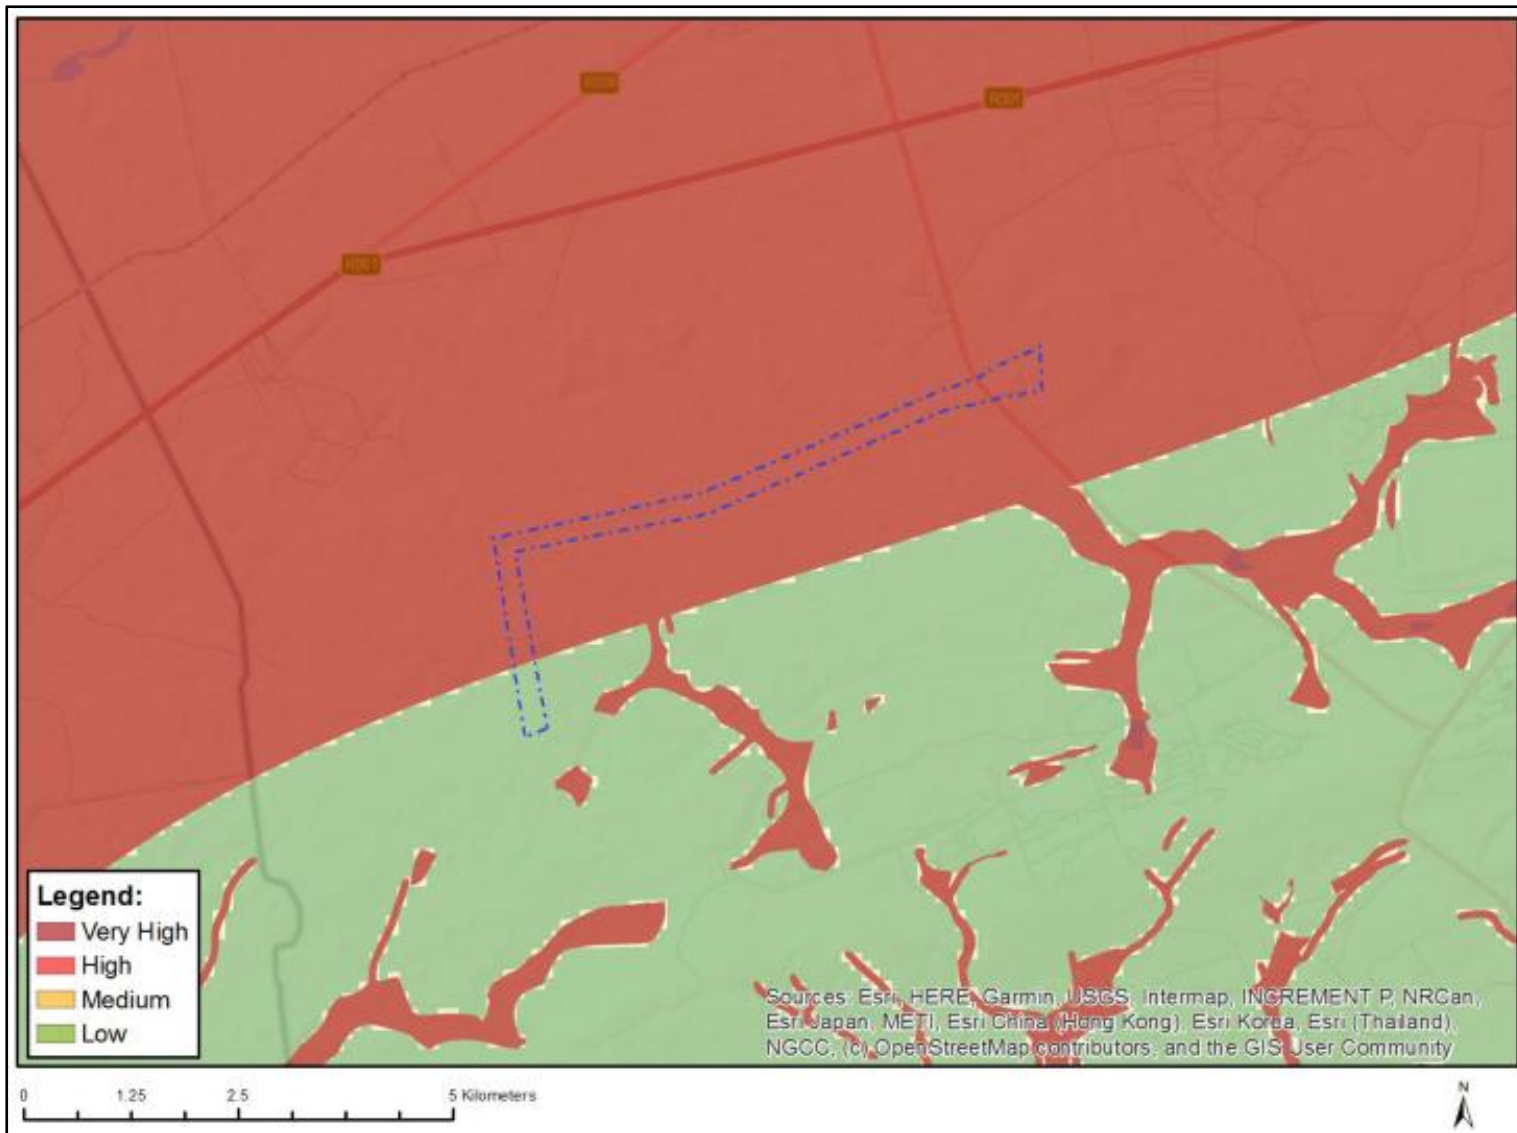 R101
Legend:
Very High
High
Medium
Low
Sources: Esri, HERE, Garmin, USGS, Intermap, INCREMENT P, NRCan,
Esri Japan, METI, Esri China (Hong Kong), Esri Korea, Esri (Thailand),
NGCC, (c) OpenStreetMap contributors, and the GIS User Community
0
1.25
2.5
5 Kilometers
N